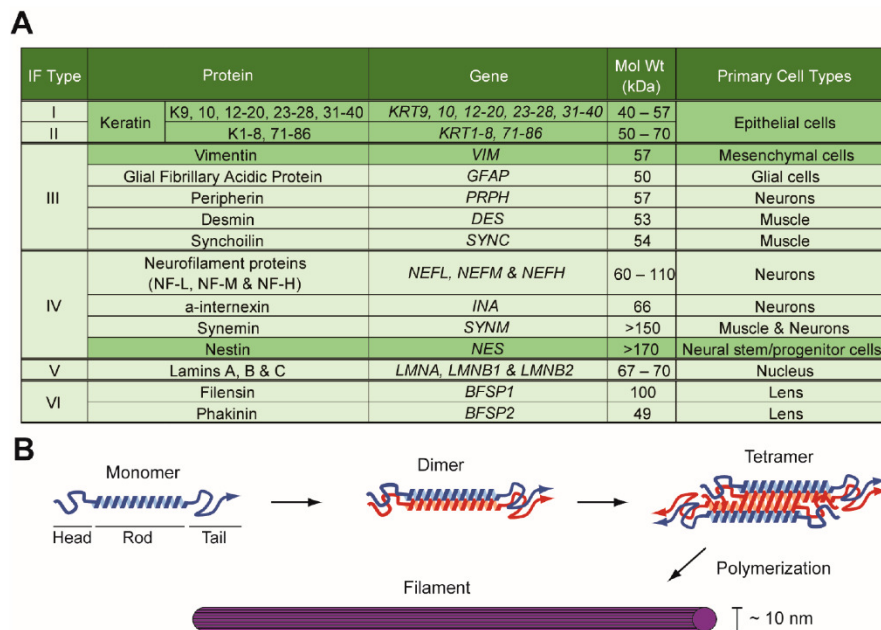 A
IF Type Protein Gene Mol Wt (kDa) Primary Cell Types
I Keratin K9, 10, 12-20, 23-28, 31-40 KRT9, 10, 12-20, 23-28, 31-40 40 – 57 Epithelial cells
II K1-8, 71-86 KRT1-8, 71-86 50 – 70
III Vimentin VIM 57 Mesenchymal cells
Glial Fibrillary Acidic Protein GFAP 50 Glial cells
Peripherin PRPH 57 Neurons
Desmin DES 53 Muscle
Synchoilin SYNC 54 Muscle
IV Neurofilament proteins (NF-L, NF-M & NF-H) NEFL, NEFM & NEFH 60 – 110 Neurons
a-internexin INA 66 Neurons
Synemin SYNM >150 Muscle & Neurons
Nestin NES >170 Neural stem/progenitor cells
V Lamins A, B & C LMNA, LMNB1 & LMNB2 67 – 70 Nucleus
VI Filensin BFSP1 100 Lens
Phakinin BFSP2 49 Lens
B
Monomer Dimer Tetramer
Head Rod Tail
Polymerization
Filament
~ 10 nm